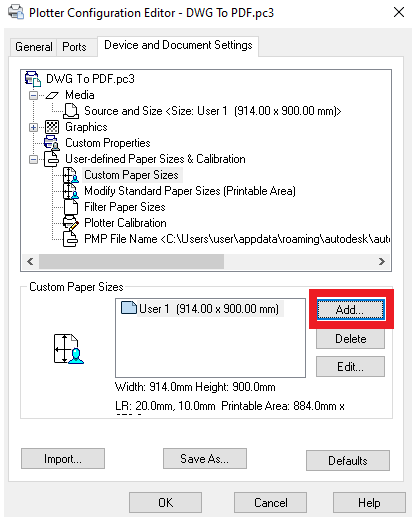 Plotter Configuration Editor - DWG To PDF.pc3
General Ports Device and Document Settings
DWG To PDF.pc3
Media
Source and Size <Size: User 1 (914.00 x 900.00 mm)>
Graphics
Custom Properties
User-defined Paper Sizes & Calibration
Custom Paper Sizes
Modify Standard Paper Sizes (Printable Area)
Filter Paper Sizes
Plotter Calibration
PMP File Name <C:\Users\user\appdata\roaming\autodesk\aut
Custom Paper Sizes
User 1 (914.00 x 900.00 mm)
Add...
Delete
Edit...
Width: 914.0mm Height: 900.0mm
LR: 20.0mm, 10.0mm Printable Area: 884.0mm x
Import... Save As... Defaults
OK Cancel Help